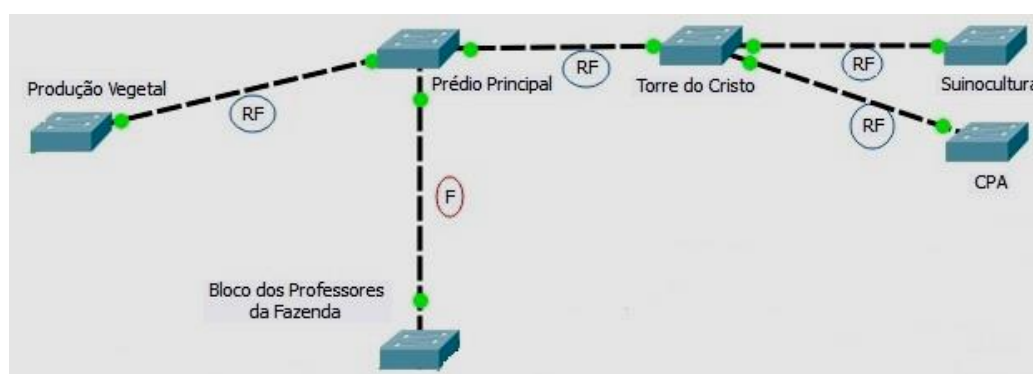 Produção Vegetal
RF
Prédio Principal
RF
Torre do Cristo
RF
Suinocultura
RF
CPA
F
Bloco dos Professores
da Fazenda